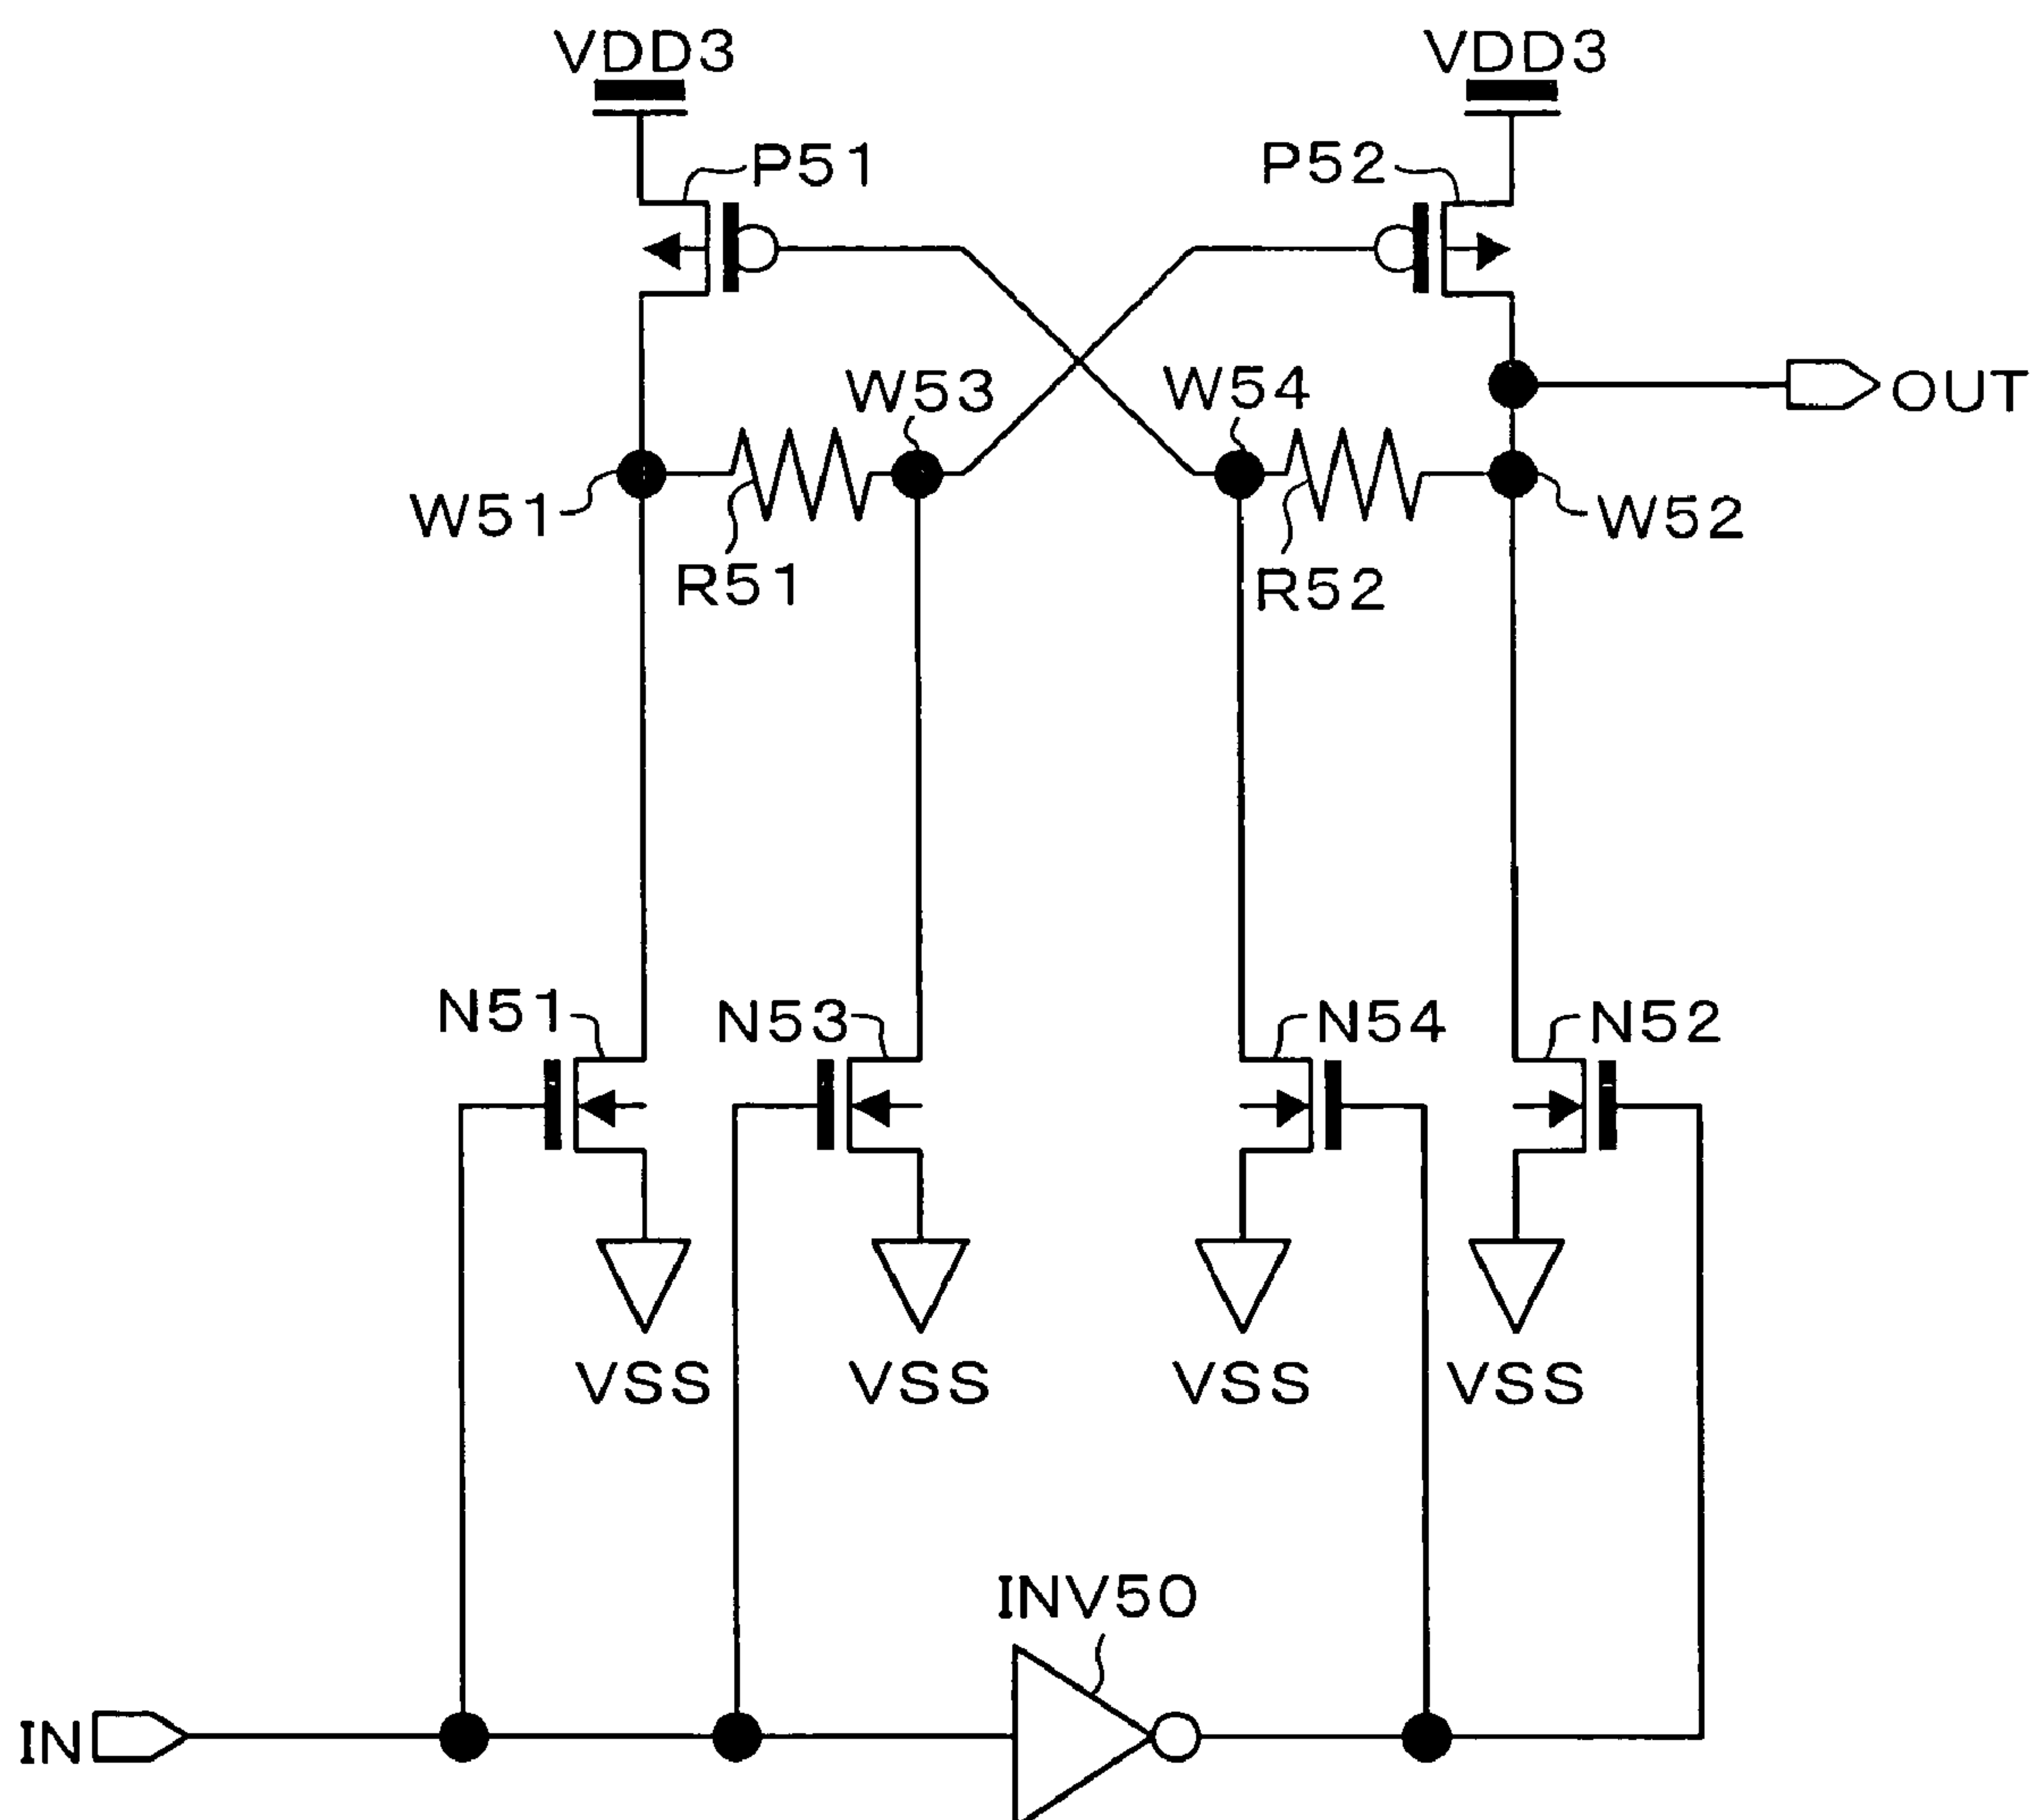 VDD3 VDD3
P51 P52
W53 W54
OUT
W51 W52
R51 R52
N51 N53 N54 N52
VSS VSS VSS VSS
INV50
IN